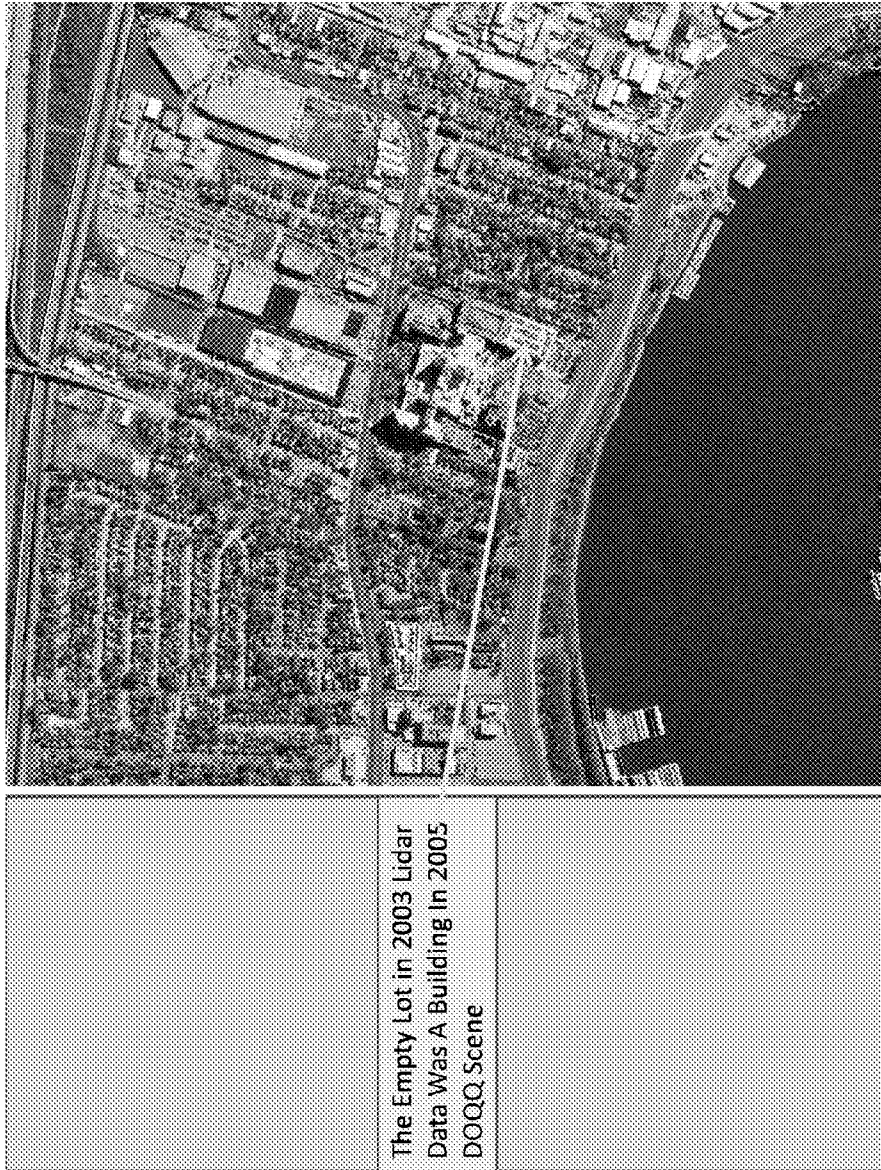 The Empty Lot in 2003 Lidar
Data Was A Building In 2005
DOQQ Scene